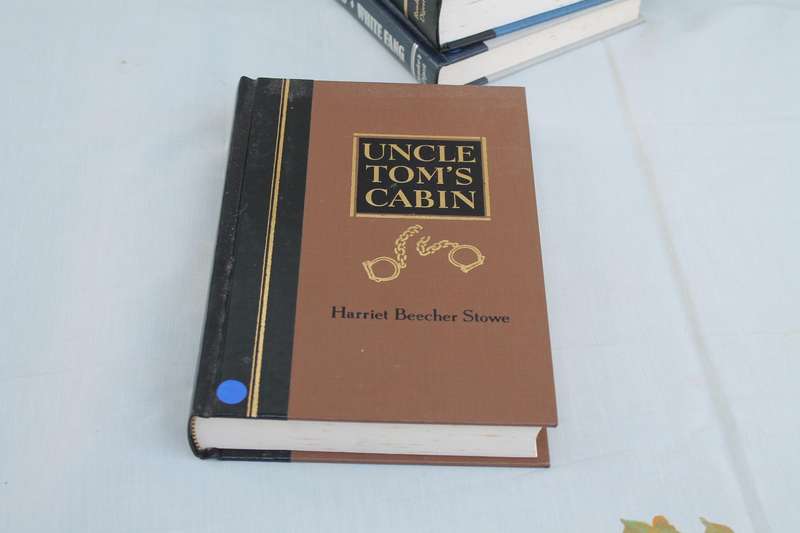 WHITE FANG
UNCLE
TOM'S
CABIN
Harriet Beecher Stowe